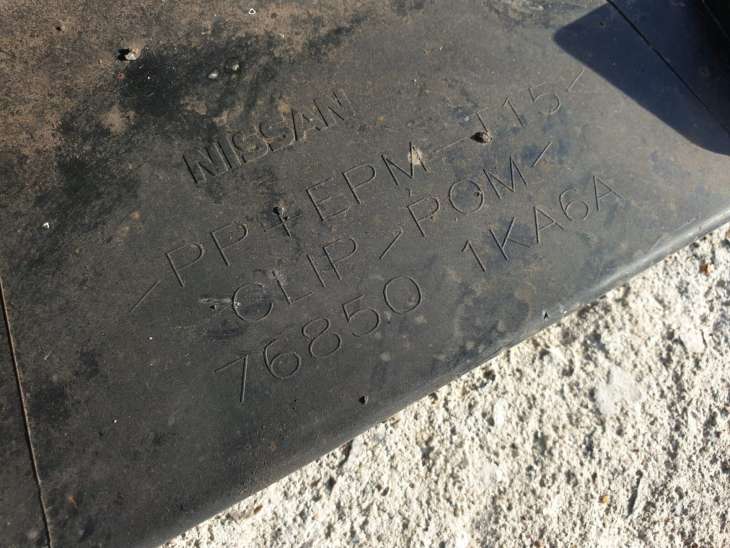 NISSAN
>PP+EPM-T15<
CLIP>POM<
76850 1KA6A